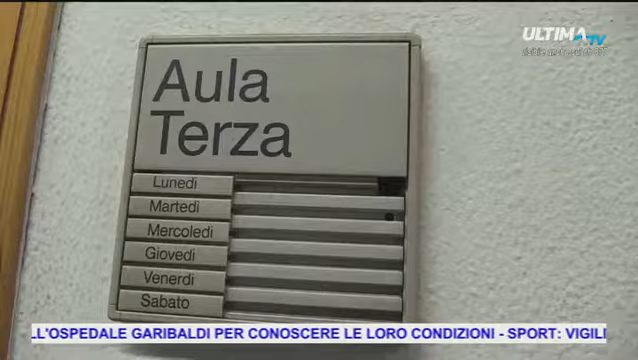 ULTIMA
TV
Aula
Terza
Lunedì
Martedì
Mercoledì
Giovedì
Venerdì
Sabato
LL'OSPEDALE GARIBALDI PER CONOSCERE LE LORO CONDIZIONI - SPORT: VIGILI